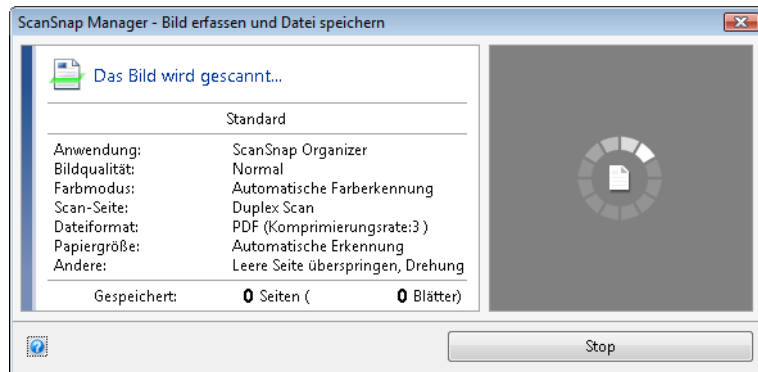 ScanSnap Manager - Bild erfassen und Datei speichern
Das Bild wird gescannt...
Standard
Anwendung: ScanSnap Organizer
Bildqualität: Normal
Farbmodus: Automatische Farberkennung
Scan-Seite: Duplex Scan
Dateiformat: PDF (Komprimierungsrate:3 )
Papiergröße: Automatische Erkennung
Andere: Leere Seite überspringen, Drehung
Gespeichert: 0 Seiten ( 0 Blätter)
Stop